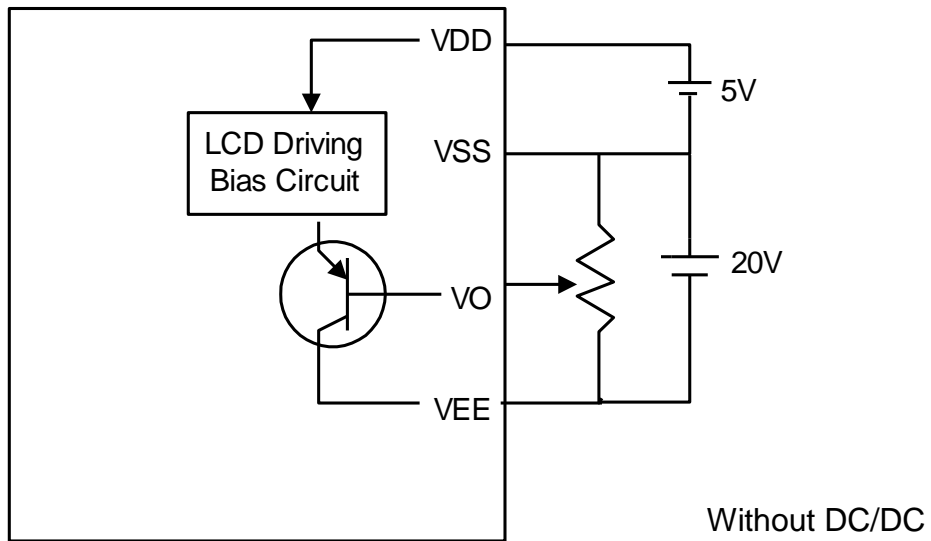 VDD
5V
LCD Driving
Bias Circuit
VSS
20V
VO
VEE
Without DC/DC